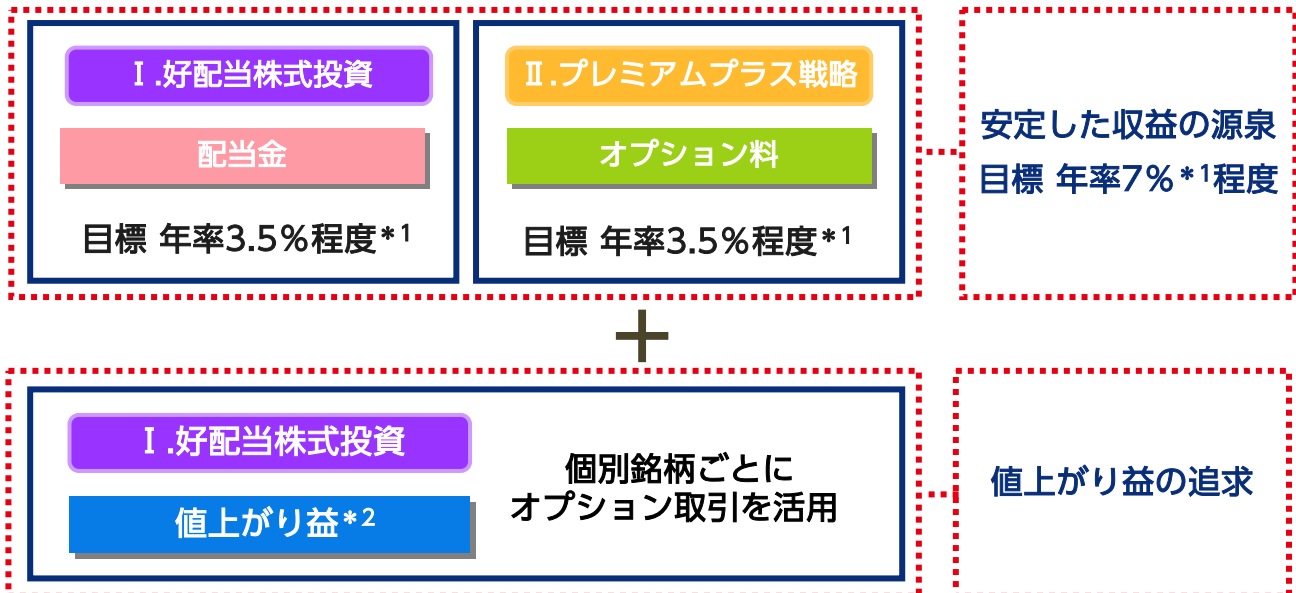 Ⅰ.好配当株式投資
配当金
目標 年率3.5%程度*1
Ⅱ.プレミアムプラス戦略
オプション料
目標 年率3.5%程度*1
安定した収益の源泉
目標 年率7%*1程度
+
Ⅰ.好配当株式投資
値上がり益*2
個別銘柄ごとに
オプション取引を活用
値上がり益の追求